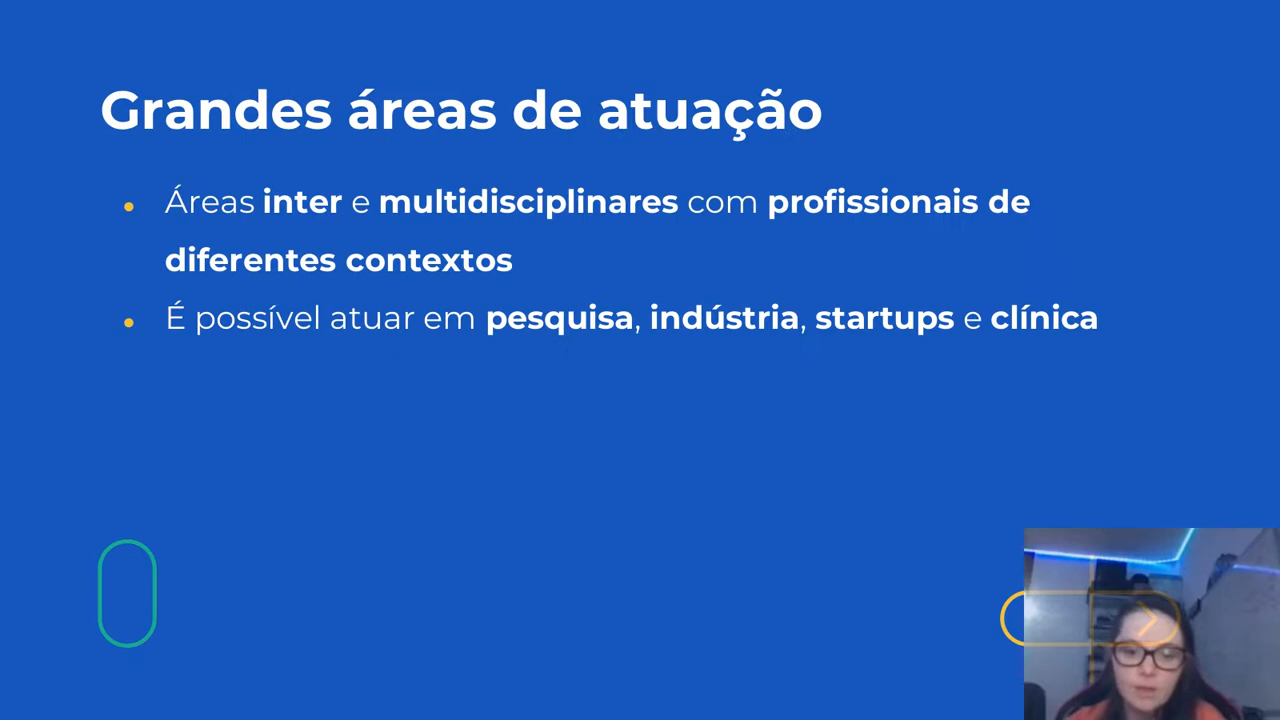 Grandes áreas de atuação
Áreas inter e multidisciplinares com profissionais de
diferentes contextos
É possível atuar em pesquisa, indústria, startups e clínica